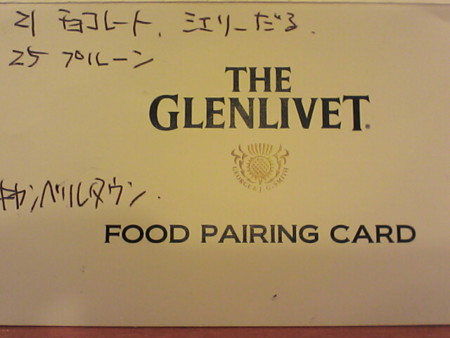 21 チョコレート、シェリーだる.
25 プルーン
THE
GLENLIVET.
キャンベルタウン.
FOOD PAIRING CARD